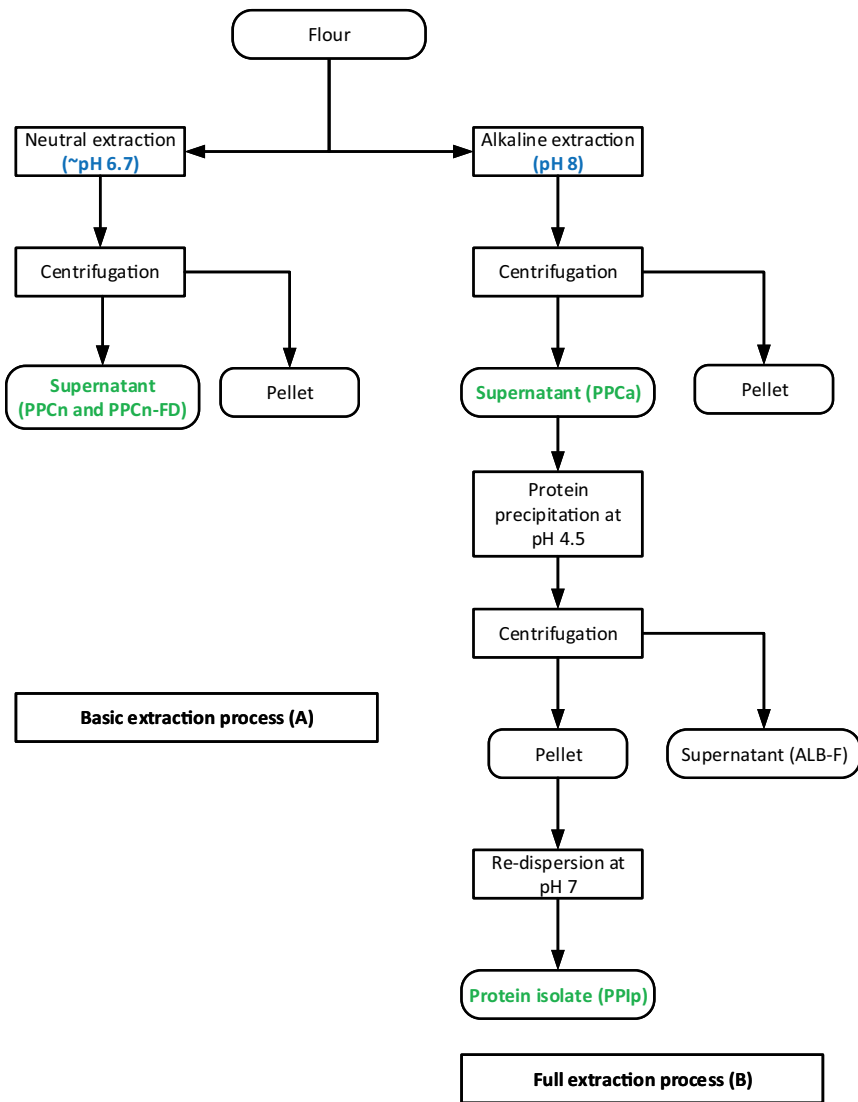 Flour
Neutral extraction
(~pH 6.7)
Alkaline extraction
(pH 8)
Centrifugation
Centrifugation
Supernatant
(PPCn and PPCn-FD)
Pellet
Supernatant (PPCa)
Pellet
Protein
precipitation at
pH 4.5
Centrifugation
Basic extraction process (A)
Pellet
Supernatant (ALB-F)
Re-dispersion at
pH 7
Protein isolate (PPIp)
Full extraction process (B)